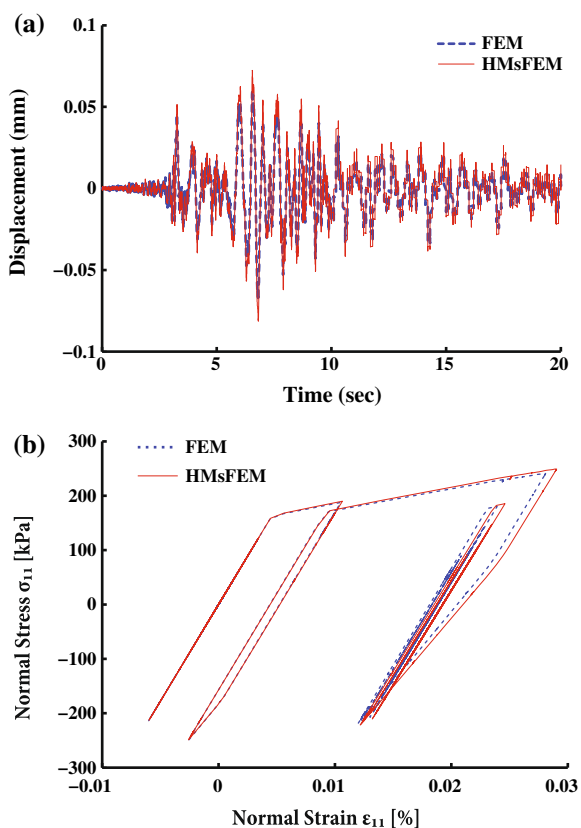 (a)
FEM
HMsFEM
Displacement (mm)
0.1
0.05
0
−0.05
−0.1
0
5
10
15
20
Time (sec)
(b)
FEM
HMsFEM
Normal Stress σ11 [kPa]
300
200
100
0
−100
−200
−300
−0.01
0
0.01
0.02
0.03
Normal Strain ε11 [%]